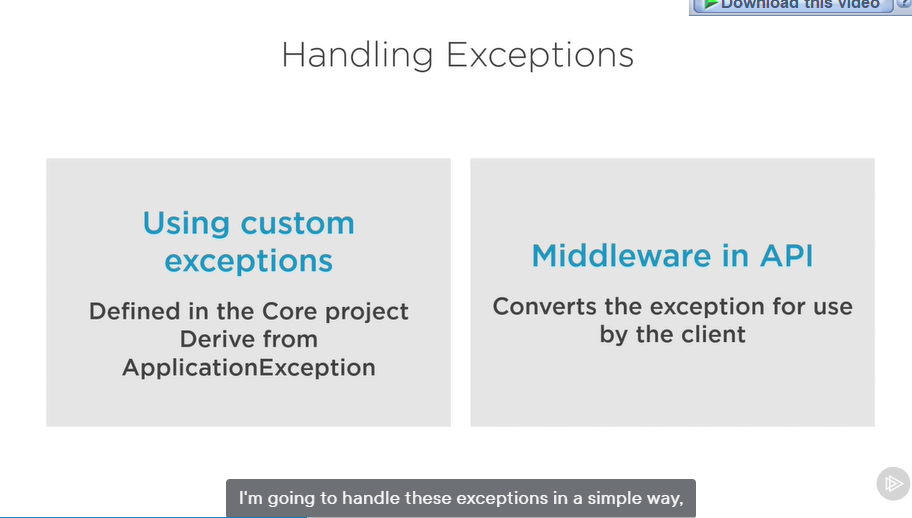 Download this video
?
Handling Exceptions
Using custom
exceptions
Defined in the Core project
Derive from
ApplicationException
Middleware in API
Converts the exception for use
by the client
I'm going to handle these exceptions in a simple way,